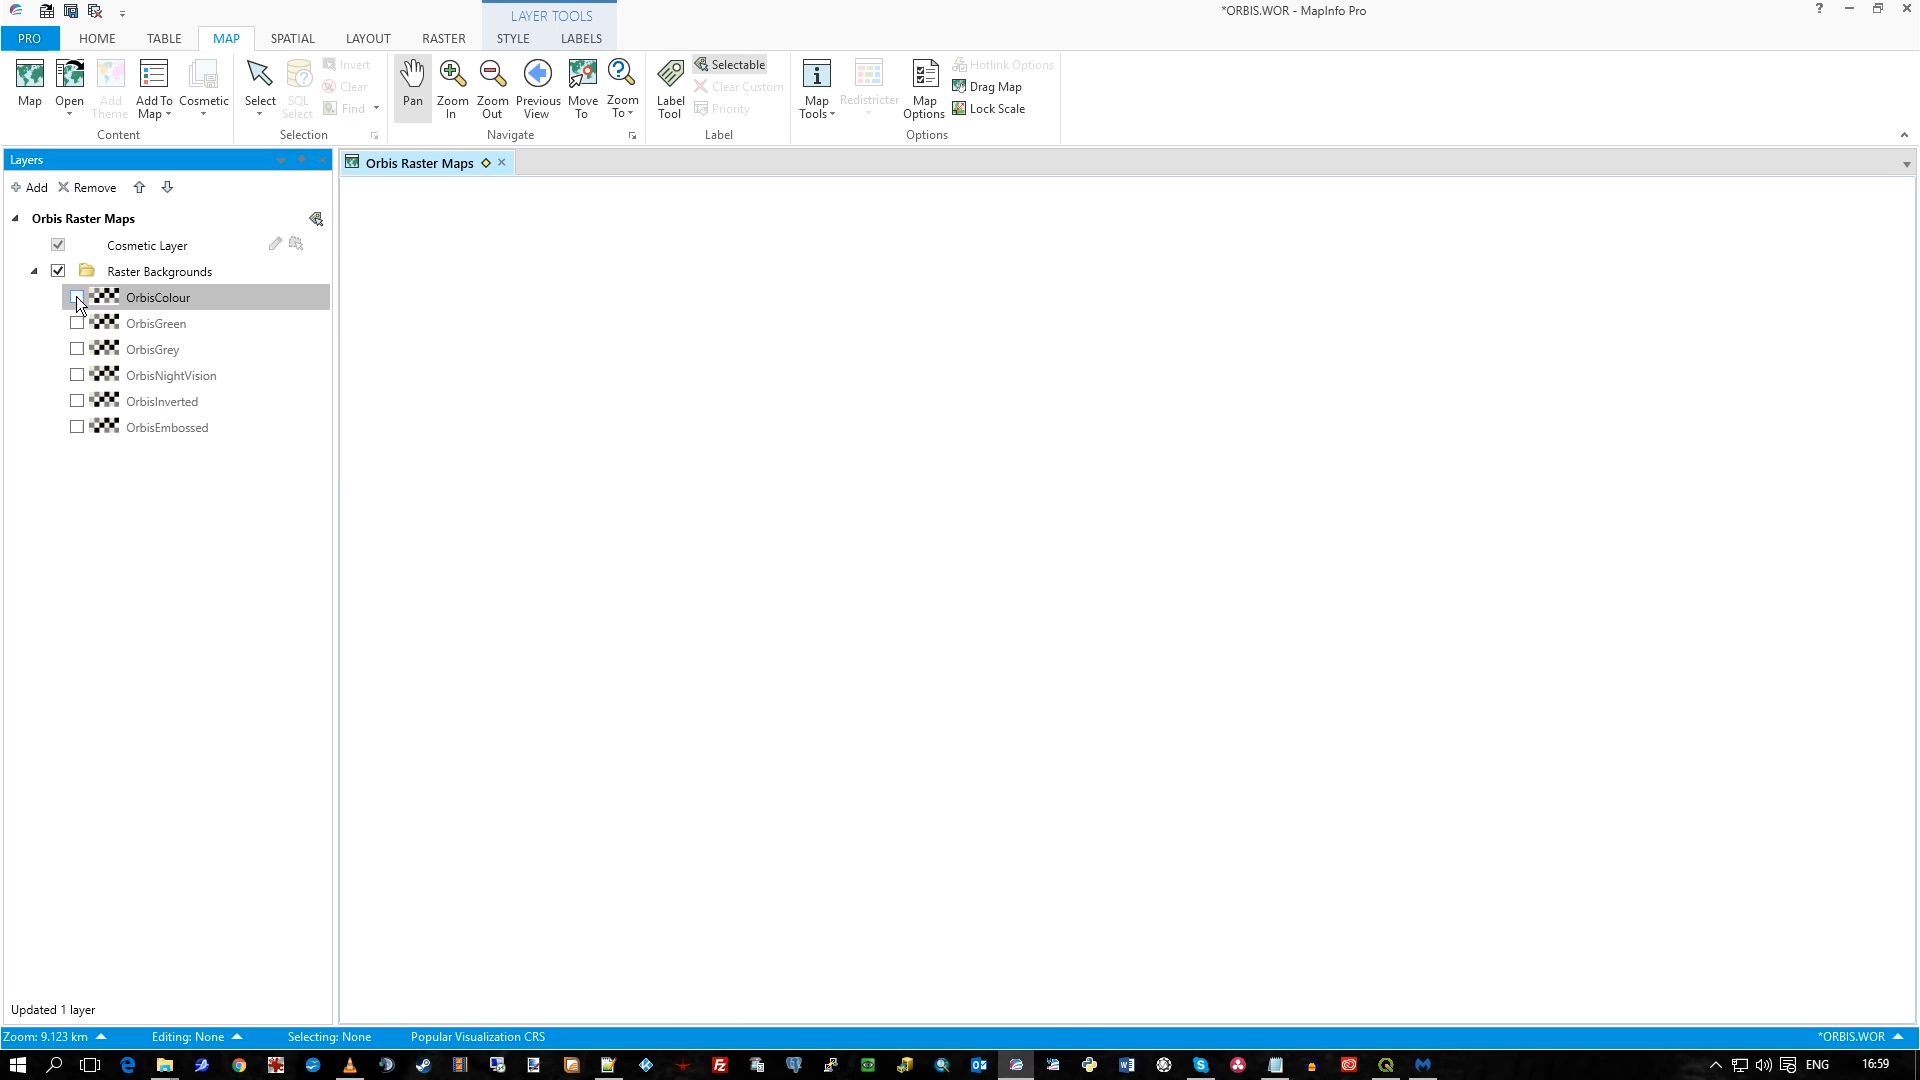 LAYER TOOLS
*ORBIS.WOR - MapInfo Pro
?
PRO HOME TABLE MAP SPATIAL LAYOUT RASTER STYLE LABELS
Map
Open
Add Theme
Add To Map
Cosmetic
Content
Select
SQL Select
Invert
Clear
Find
Selection
Pan
Zoom In
Zoom Out
Previous View
Move To
Zoom To
Navigate
Label Tool
Selectable
Clear Custom
Priority
Label
Map Tools
Redistricter
Map Options
Hotlink Options
Drag Map
Lock Scale
Options
Layers
Add Remove
Orbis Raster Maps
Cosmetic Layer
Raster Backgrounds
OrbisColour
OrbisGreen
OrbisGrey
OrbisNightVision
OrbisInverted
OrbisEmbossed
Updated 1 layer
Orbis Raster Maps
Zoom: 9.123 km Editing: None Selecting: None Popular Visualization CRS *ORBIS.WOR
ENG 16:59